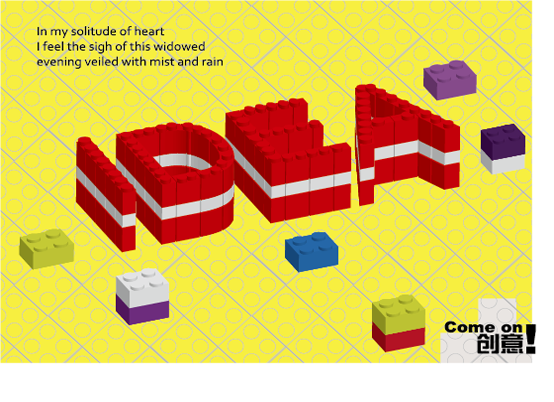 In my solitude of heart
I feel the sigh of this widowed
evening veiled with mist and rain
IDEA
Come on
创意!